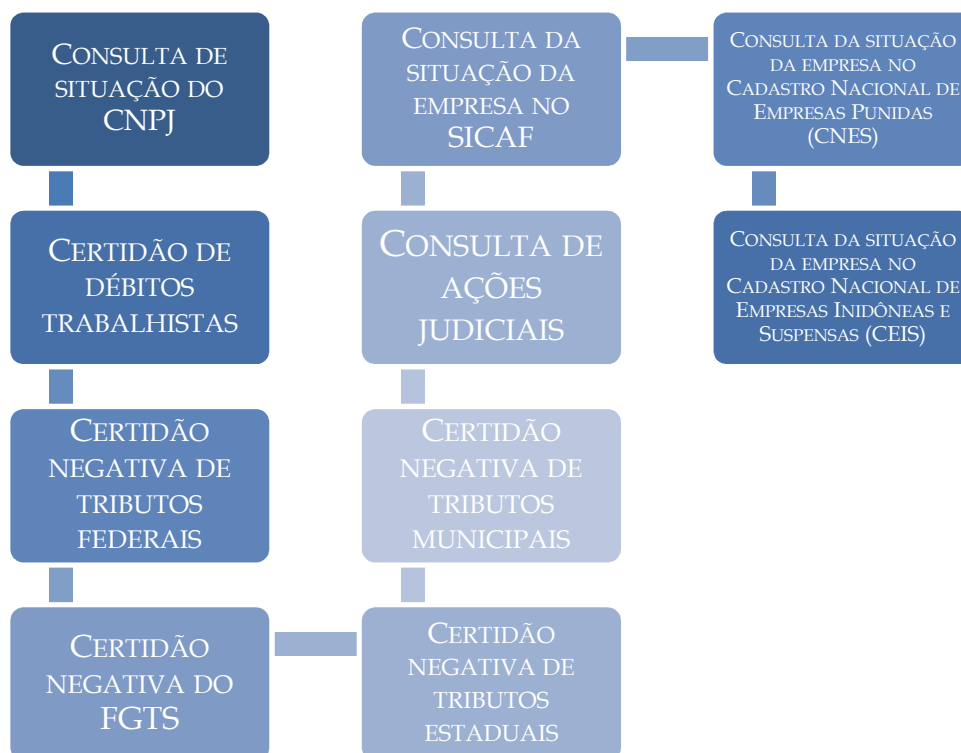 Consulta de
situação do
CNPJ
Certidão de
débitos
trabalhistas
Certidão
negativa de
tributos
federais
Certidão
negativa do
FGTS
Certidão
negativa de
tributos
estaduais
Certidão
negativa de
tributos
municipais
Consulta de
ações
judiciais
Consulta da
situação da
empresa no
SICAF
Consulta da situação
da empresa no
Cadastro Nacional de
Empresas Punidas
(CNES)
Consulta da situação
da empresa no
Cadastro Nacional de
Empresas Inidôneas e
Suspensas (CEIS)